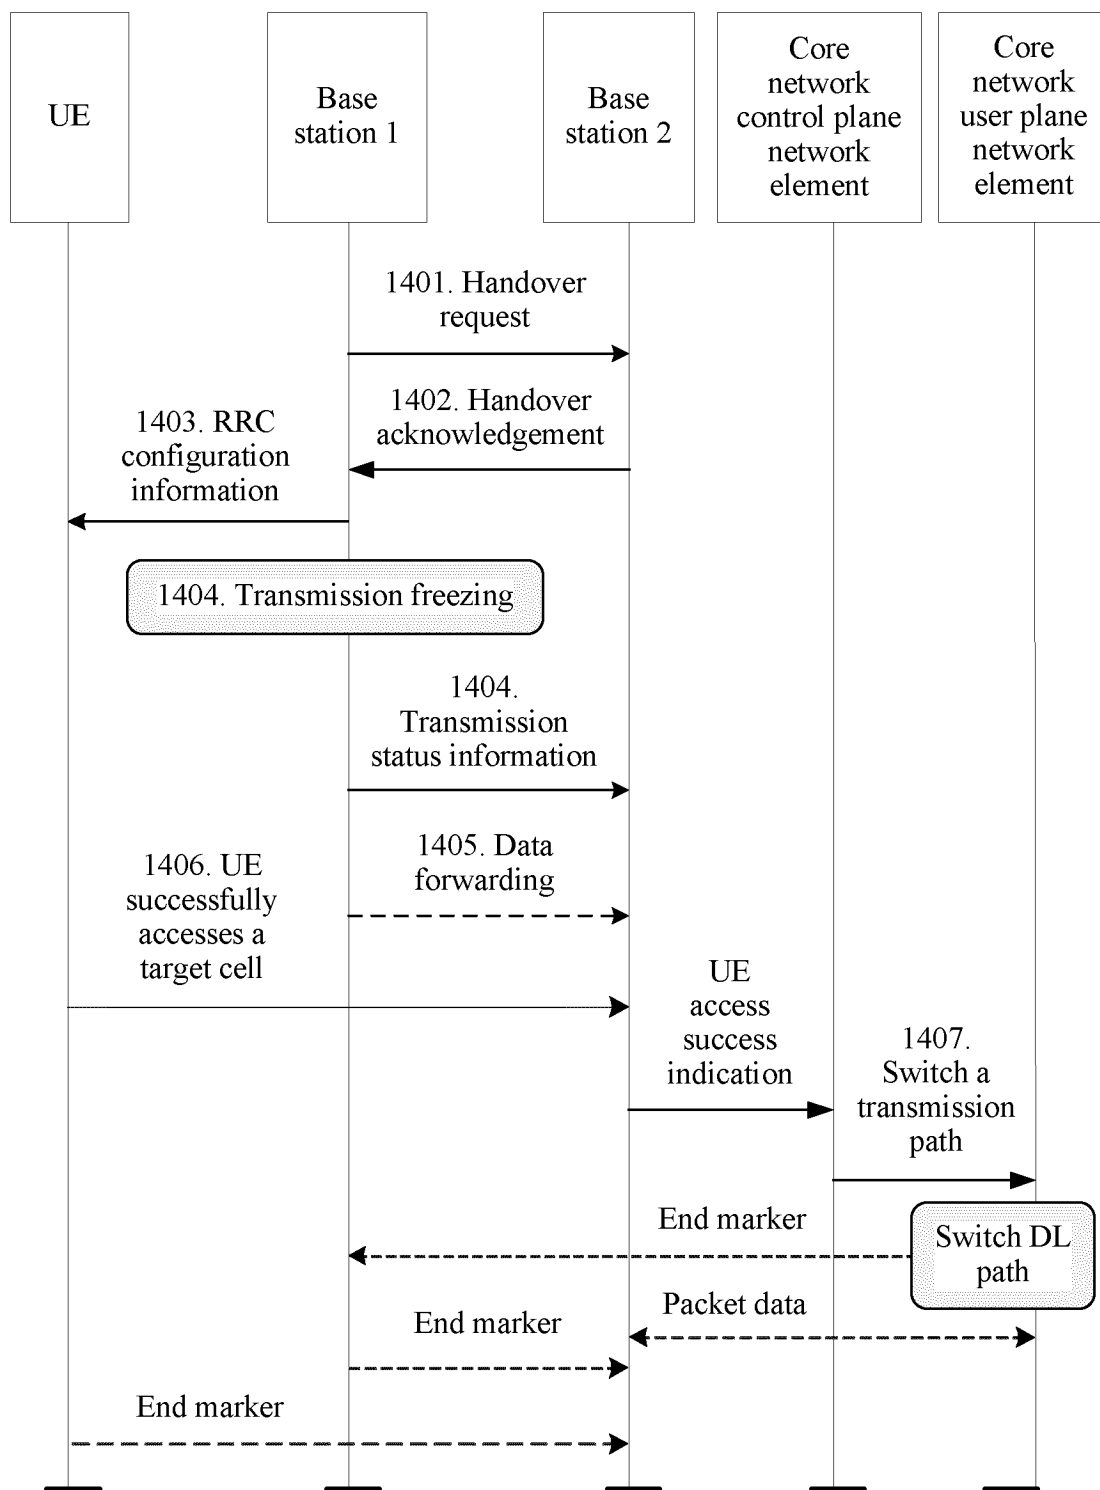 UE
Base
station 1
Base
station 2
Core
network
control plane
network
element
Core
network
user plane
network
element
1401. Handover
request
1402. Handover
acknowledgement
1403. RRC
configuration
information
1404. Transmission freezing
1404.
Transmission
status information
1405. Data
forwarding
1406. UE
successfully
accesses a
target cell
UE
access
success
indication
1407.
Switch a
transmission
path
End marker
Switch DL
path
Packet data
End marker
End marker